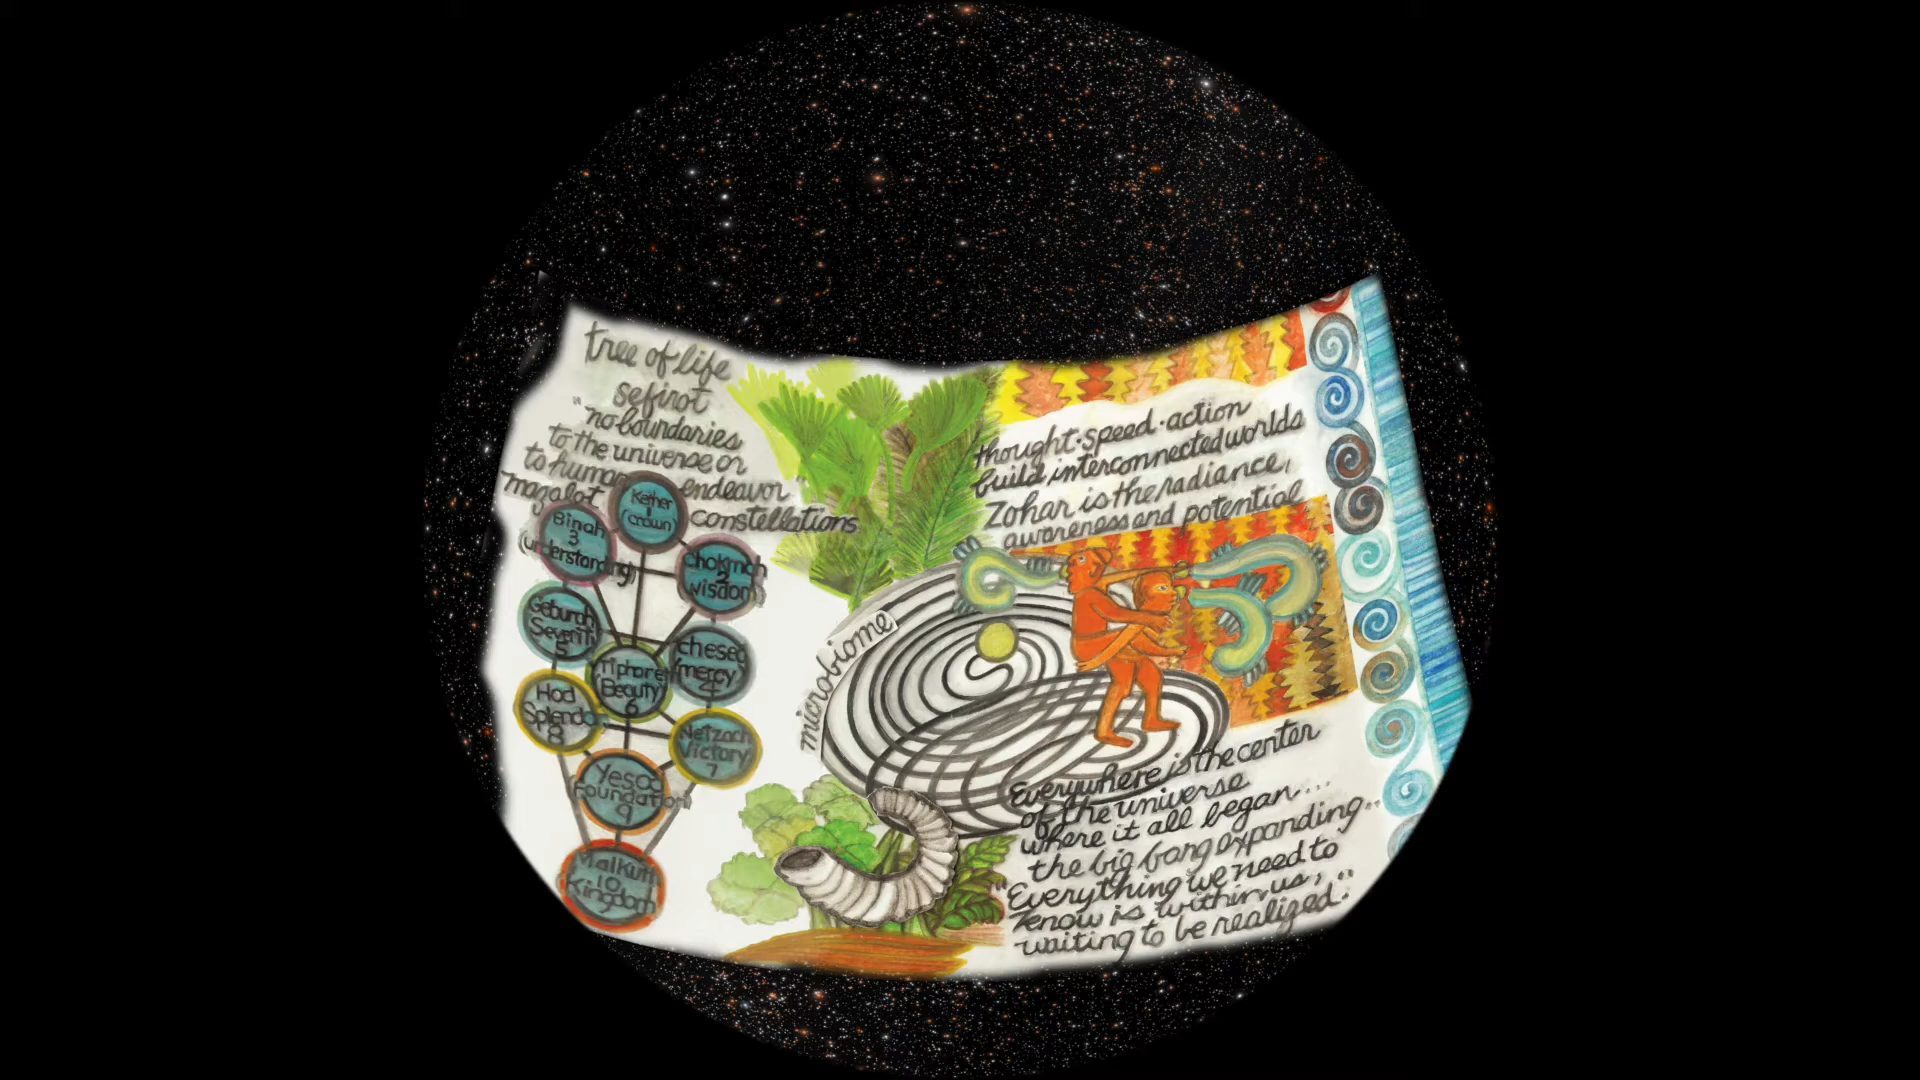 tree of life
sefirot
"no boundaries
to the universe or
to human endeavor
mazalot constellations
Kether
1
(crown)
Binah
3
(understanding)
chokmah
2
wisdom
Geburah
Severity
5
chesed
(mercy)
4
Tiphore
(Beauty)
6
Hod
Splendor
8
Netzach
Victory
7
Yesod
Foundation
9
Malkuth
10
Kingdom
microbiome
thought·speed·action
build interconnected worlds
Zohar is the radiance,
awareness and potential
Everywhere is the center
of the universe
where it all began...
the big bang expanding..
"Everything we need to
know is within us,
waiting to be realized."